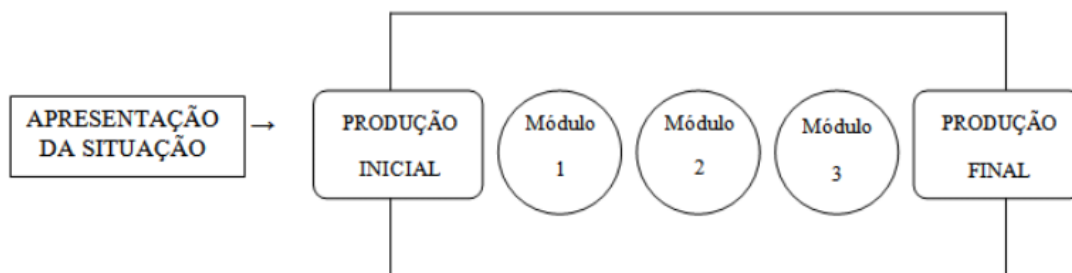 APRESENTAÇÃO
DA SITUAÇÃO
→
PRODUÇÃO
INICIAL
Módulo
1
Módulo
2
Módulo
3
PRODUÇÃO
FINAL